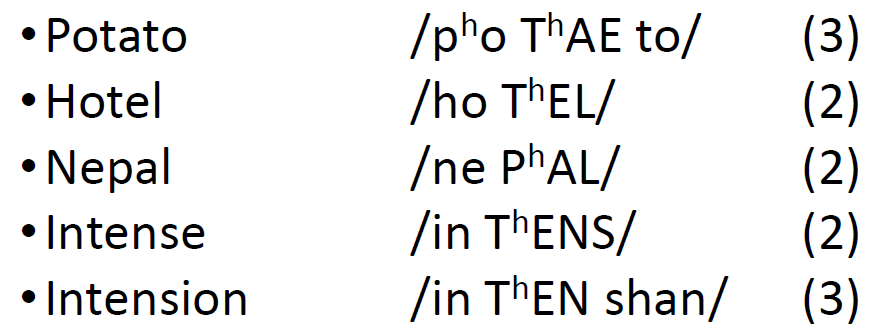 • Potato /pʰo TʰAE to/ (3)
• Hotel /ho TʰEL/ (2)
• Nepal /ne PʰAL/ (2)
• Intense /in TʰENS/ (2)
• Intension /in TʰEN shan/ (3)